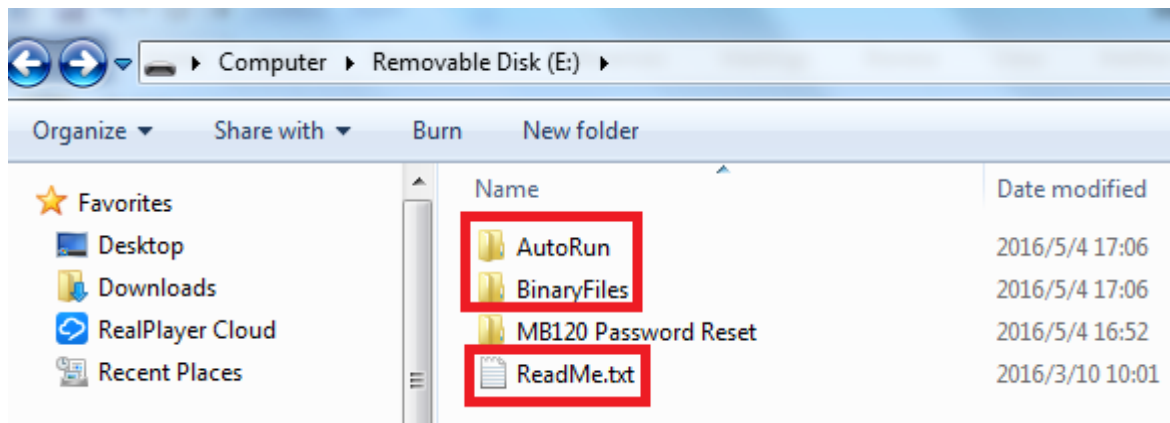 Computer Removable Disk (E:)
Organize Share with Burn New folder
Favorites
Desktop
Downloads
RealPlayer Cloud
Recent Places
Name Date modified
AutoRun 2016/5/4 17:06
BinaryFiles 2016/5/4 17:06
MB120 Password Reset 2016/5/4 16:52
ReadMe.txt 2016/3/10 10:01